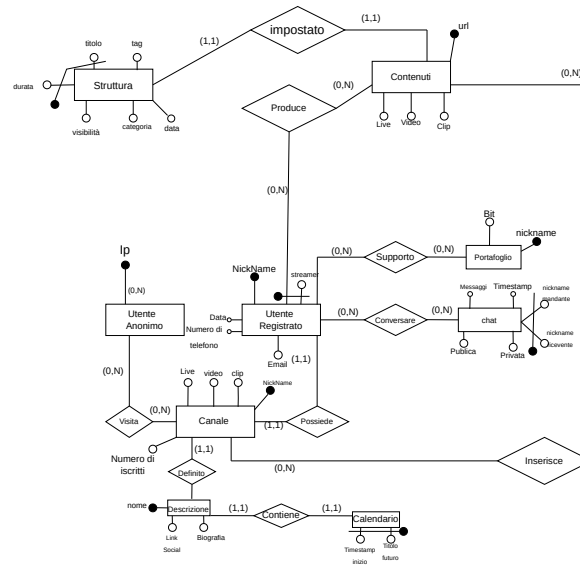 (1,1)
url
impostato
(1,1)
titolo
tag
Struttura
durata
visibilità
categoria
data
Contenuti
(0,N)
(0,N)
Produce
Live
Video
Clip
(0,N)
Ip
(0,N)
Utente
Anonimo
NickName
streamer
Data
Numero di
telefono
Utente
Registrato
Email
(1,1)
(0,N)
Supporto
(0,N)
Bit
nickname
Portafoglio
(0,N)
Conversare
(0,N)
Messaggi
Timestamp
nickname
mandante
chat
nickname
ricevente
Publica
Privata
(0,N)
Visita
(0,N)
Live
video
clip
NickName
Canale
(1,1)
Possiede
Numero di
iscritti
(1,1)
Definito
(0,N)
Inserisce
nome
Descrizione
Link
Social
Biografia
(1,1)
Contiene
(1,1)
Calendario
Timestamp
inizio
Titolo
futuro